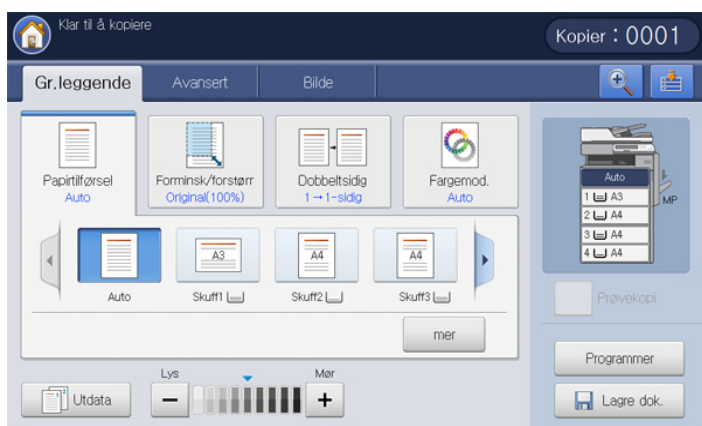 Klar til å kopiere
Kopier : 0001
Gr.leggende
Avansert
Bilde
Papirtilførsel
Auto
Forminsk/forstørr
Original(100%)
Dobbeltsidig
1→1-sidig
Fargemod.
Auto
Auto
A3
Skuff1
A4
Skuff2
A4
Skuff3
mer
Lys
Mør
Utdata
1 2
Auto
1 A3
2 A4
3 A4
4 A4
MP
Prøvekopi
Programmer
Lagre dok.